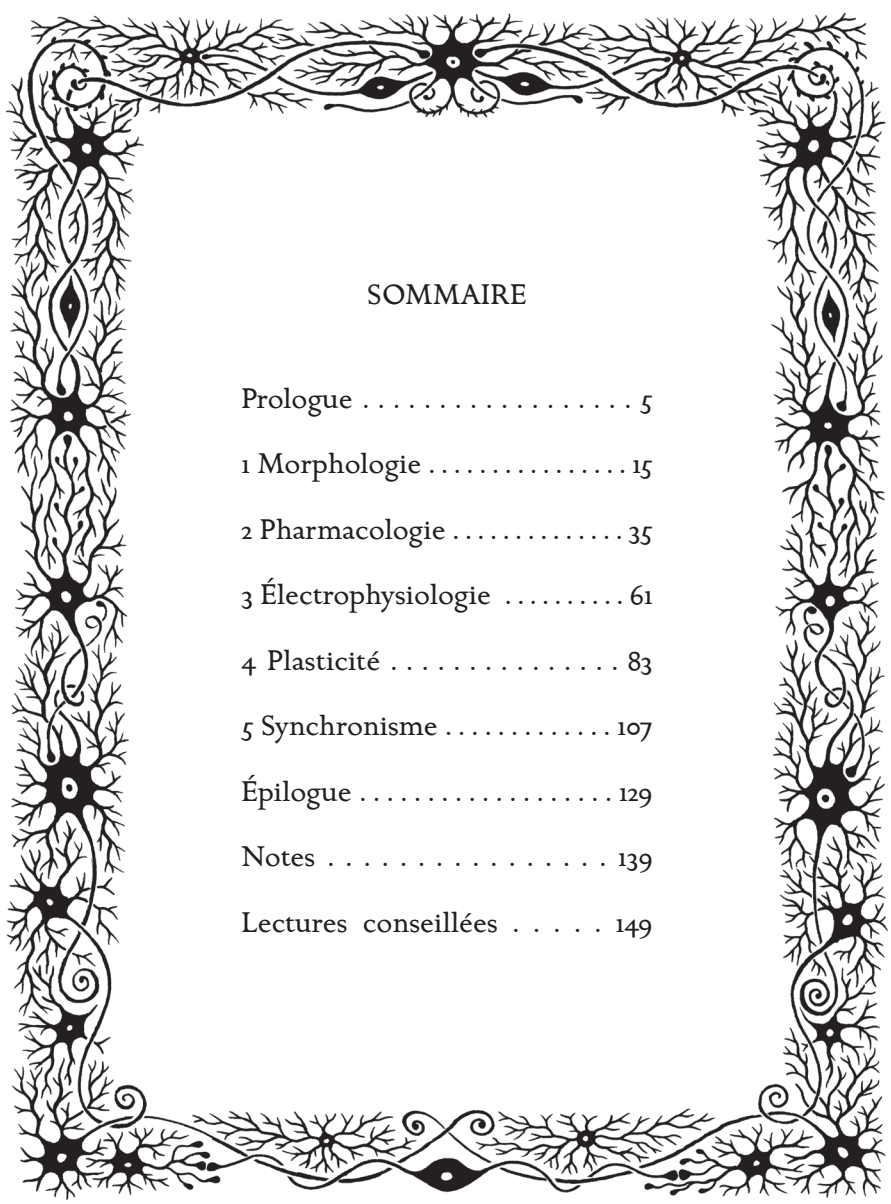 SOMMAIRE
Prologue . . . . . . . . . . . . . . . . . . 5
1 Morphologie . . . . . . . . . . . . . . . . 15
2 Pharmacologie . . . . . . . . . . . . . . 35
3 Électrophysiologie . . . . . . . . . . 61
4 Plasticité . . . . . . . . . . . . . . . 83
5 Synchronisme . . . . . . . . . . . . . 107
Épilogue . . . . . . . . . . . . . . . . . 129
Notes . . . . . . . . . . . . . . . . 139
Lectures conseillées . . . . . 149